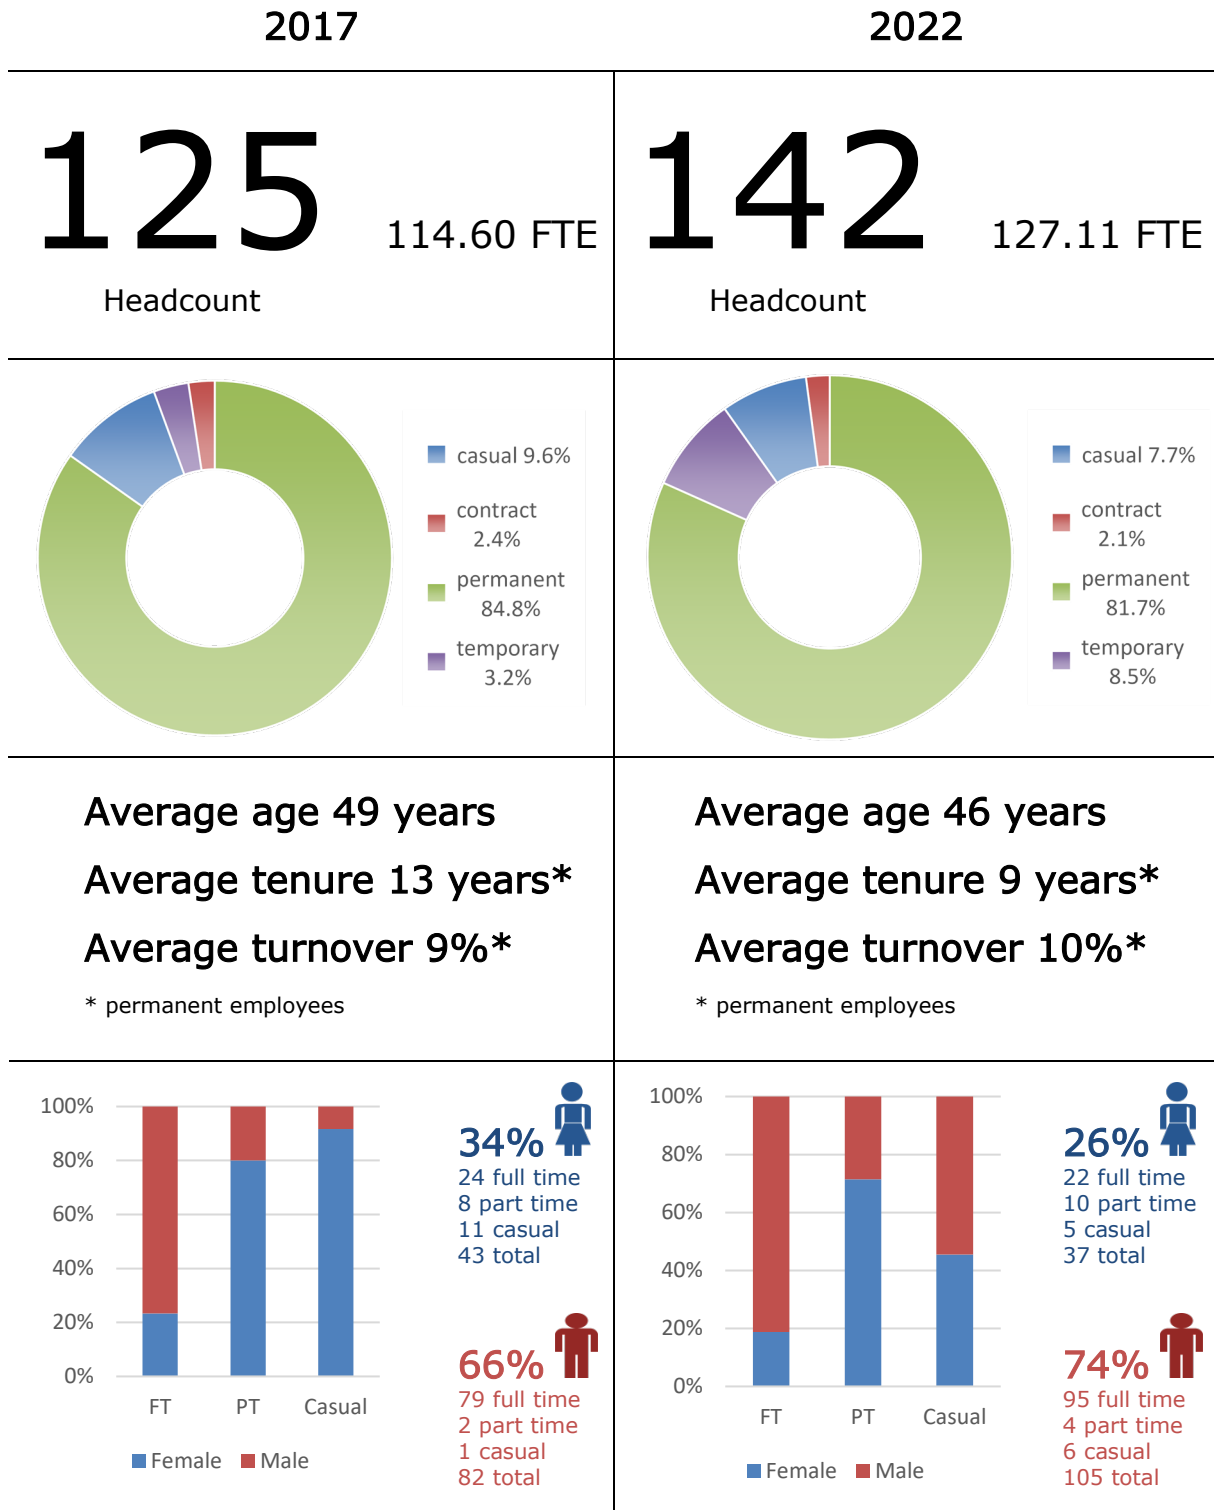 2017
2022
125
114.60 FTE
Headcount
142
127.11 FTE
Headcount
casual 9.6%
contract
2.4%
permanent
84.8%
temporary
3.2%
casual 7.7%
contract
2.1%
permanent
81.7%
temporary
8.5%
Average age 49 years
Average tenure 13 years*
Average turnover 9%*
* permanent employees
Average age 46 years
Average tenure 9 years*
Average turnover 10%*
* permanent employees
100%
80%
60%
40%
20%
0%
FT
PT
Casual
Female
Male
34%
24 full time
8 part time
11 casual
43 total
66%
79 full time
2 part time
1 casual
82 total
100%
80%
60%
40%
20%
0%
FT
PT
Casual
Female
Male
26%
22 full time
10 part time
5 casual
37 total
74%
95 full time
4 part time
6 casual
105 total